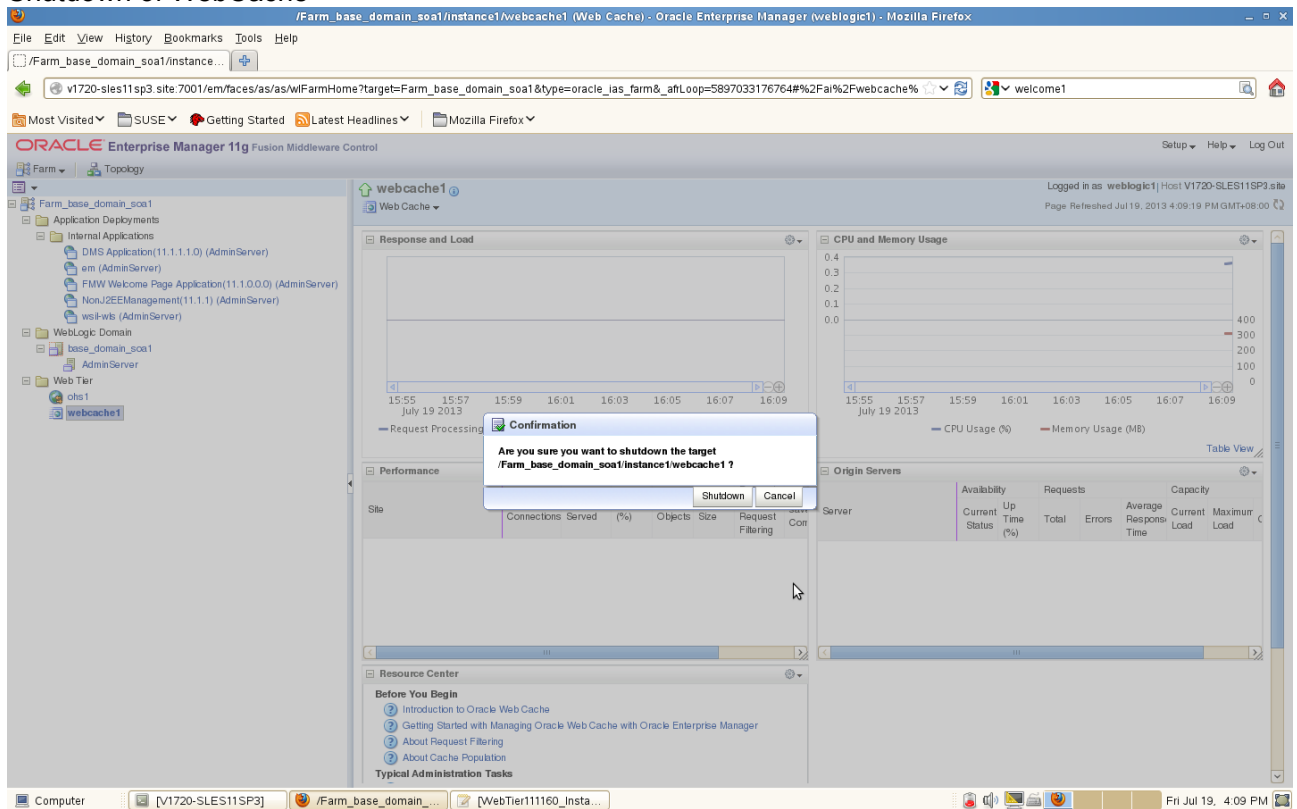 Shutdown of WebCache
/Farm_base_domain_soa1/instance1/webcache1 (Web Cache) - Oracle Enterprise Manager (weblogic1) - Mozilla Firefox
File Edit View History Bookmarks Tools Help
/Farm_base_domain_soa1/instance...
v1720-sles11sp3.site:7001/em/faces/as/as/wlFarmHome?target=Farm_base_domain_soa1&type=oracle_ias_farm&_afrLoop=5897033176764#%2Fai%2Fwebcache%
welcome1
Most Visited SUSE Getting Started Latest Headlines Mozilla Firefox
ORACLE Enterprise Manager 11g Fusion Middleware Control
Setup Help Log Out
Farm Topology
Farm_base_domain_soa1
Application Deployments
Internal Applications
DMS Application(11.1.1.1.0) (AdminServer)
em (AdminServer)
FMW Welcome Page Application(11.1.0.0.0) (AdminServer)
NonJ2EEManagement(11.1.1) (AdminServer)
wsil-wls (AdminServer)
WebLogic Domain
base_domain_soa1
AdminServer
Web Tier
ohs1
webcache1
webcache1
Web Cache
Logged in as weblogic1| Host V1720-SLES11SP3.site
Page Refreshed Jul 19, 2013 4:09:19 PM GMT+08:00
Response and Load
15:55 15:57 15:59 16:01 16:03 16:05 16:07 16:09
July 19 2013
Request Processing
CPU and Memory Usage
0.4
0.3
0.2
0.1
0.0
400
300
200
100
0
15:55 15:57 15:59 16:01 16:03 16:05 16:07 16:09
July 19 2013
CPU Usage (%) Memory Usage (MB)
Table View
Confirmation
Are you sure you want to shutdown the target
/Farm_base_domain_soa1/instance1/webcache1 ?
Shutdown Cancel
Performance
Site
Connections Served (%) Objects Size Request
Filtering
Origin Servers
Server
Availability Requests Capacity
Current
Status
Up
Time
(%)
Total Errors
Average
Respons
Time
Current
Load
Maximum
Load
Resource Center
Before You Begin
Introduction to Oracle Web Cache
Getting Started with Managing Oracle Web Cache with Oracle Enterprise Manager
About Request Filtering
About Cache Population
Typical Administration Tasks
Computer [V1720-SLES11SP3] /Farm_base_domain_... [WebTier111160_Insta... Fri Jul 19, 4:09 PM